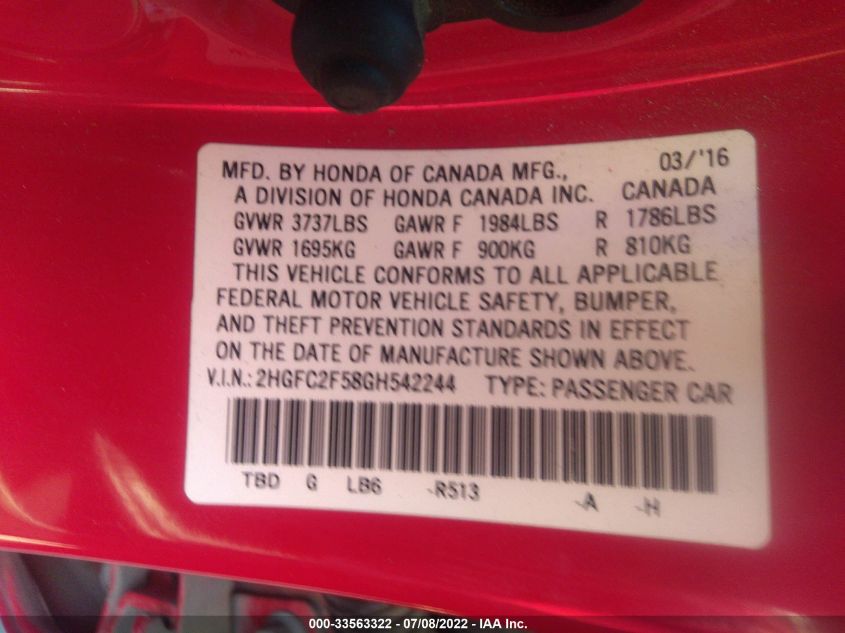 MFD. BY HONDA OF CANADA MFG., 03/'16
A DIVISION OF HONDA CANADA INC. CANADA
GVWR 3737LBS GAWR F 1984LBS R 1786LBS
GVWR 1695KG GAWR F 900KG R 810KG
THIS VEHICLE CONFORMS TO ALL APPLICABLE
FEDERAL MOTOR VEHICLE SAFETY, BUMPER,
AND THEFT PREVENTION STANDARDS IN EFFECT
ON THE DATE OF MANUFACTURE SHOWN ABOVE.
V.I.N.: 2HGFC2F58GH542244 TYPE: PASSENGER CAR
TBD G LB6 -R513 -A -H
000-33563322 - 07/08/2022 - IAA Inc.